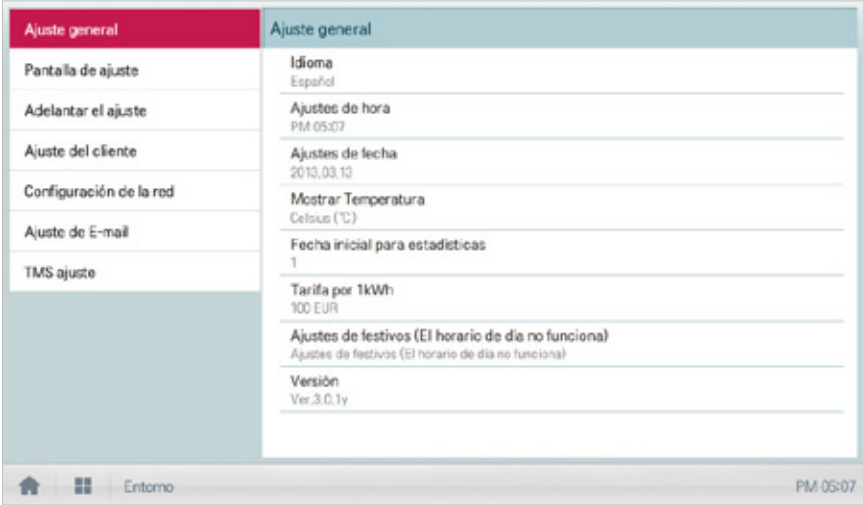 Ajuste general
Pantalla de ajuste
Adelantar el ajuste
Ajuste del cliente
Configuración de la red
Ajuste de E-mail
TMS ajuste
Ajuste general
Idioma
Español
Ajustes de hora
PM 05:07
Ajustes de fecha
2013.03.13
Mostrar Temperatura
Celsius (℃)
Fecha inicial para estadísticas
1
Tarifa por 1kWh
100 EUR
Ajustes de festivos (El horario de día no funciona)
Ajustes de festivos (El horario de día no funciona)
Versión
Ver.3.0.1y
Entorno
PM 05:07